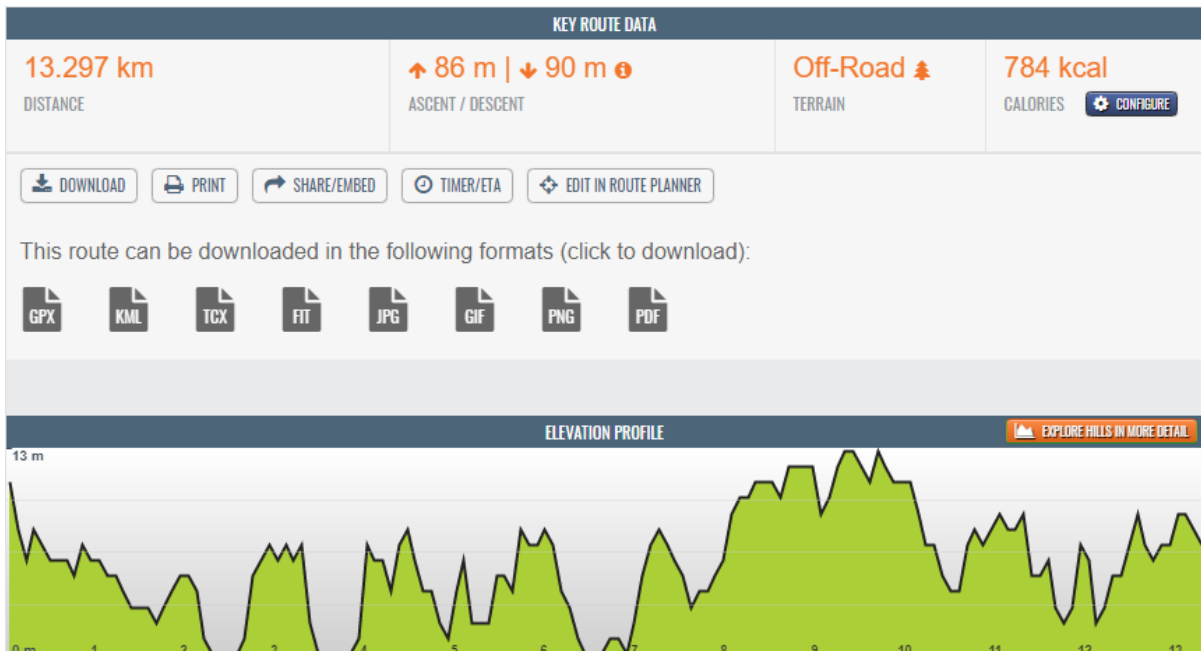 KEY ROUTE DATA
13.297 km
DISTANCE
86 m | 90 m
ASCENT / DESCENT
Off-Road
TERRAIN
784 kcal
CALORIES CONFIGURE
DOWNLOAD PRINT SHARE/EMBED TIMER/ETA EDIT IN ROUTE PLANNER
This route can be downloaded in the following formats (click to download):
GPX KML TCX FIT JPG GIF PNG PDF
ELEVATION PROFILE EXPLORE HILLS IN MORE DETAIL
13 m
0 m 1 2 3 4 5 6 7 8 9 10 11 12 13